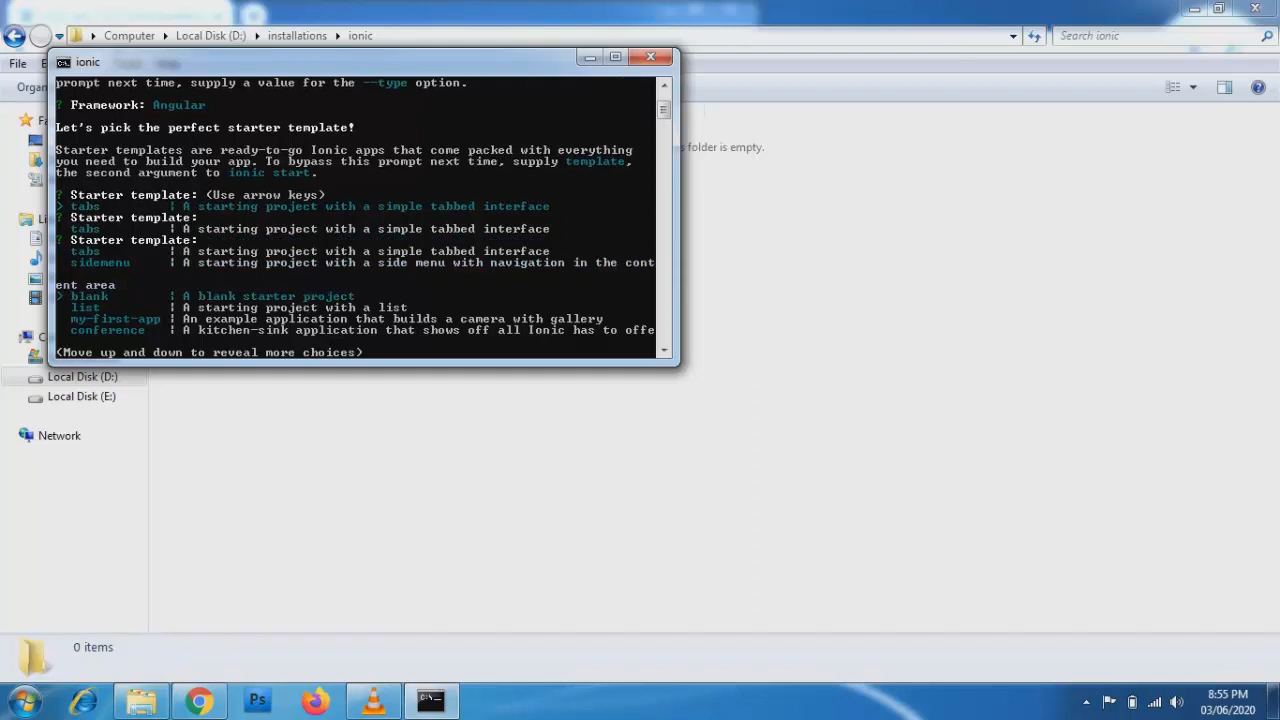 Computer
Local Disk (D:)
installations
ionic
Search ionic
File
ionic
prompt next time, supply a value for the --type option.
? Framework: Angular
Let's pick the perfect starter template!
Starter templates are ready-to-go Ionic apps that come packed with everything
you need to build your app. To bypass this prompt next time, supply template,
the second argument to ionic start.
? Starter template: (Use arrow keys)
> tabs | A starting project with a simple tabbed interface
? Starter template:
tabs | A starting project with a simple tabbed interface
? Starter template:
tabs | A starting project with a simple tabbed interface
sidemenu | A starting project with a side menu with navigation in the cont
ent area
> blank | A blank starter project
list | A starting project with a list
my-first-app | An example application that builds a camera with gallery
conference | A kitchen-sink application that shows off all Ionic has to offe
(Move up and down to reveal more choices)
s folder is empty.
Local Disk (D:)
Local Disk (E:)
Network
0 items
Ps
8:55 PM
03/06/2020